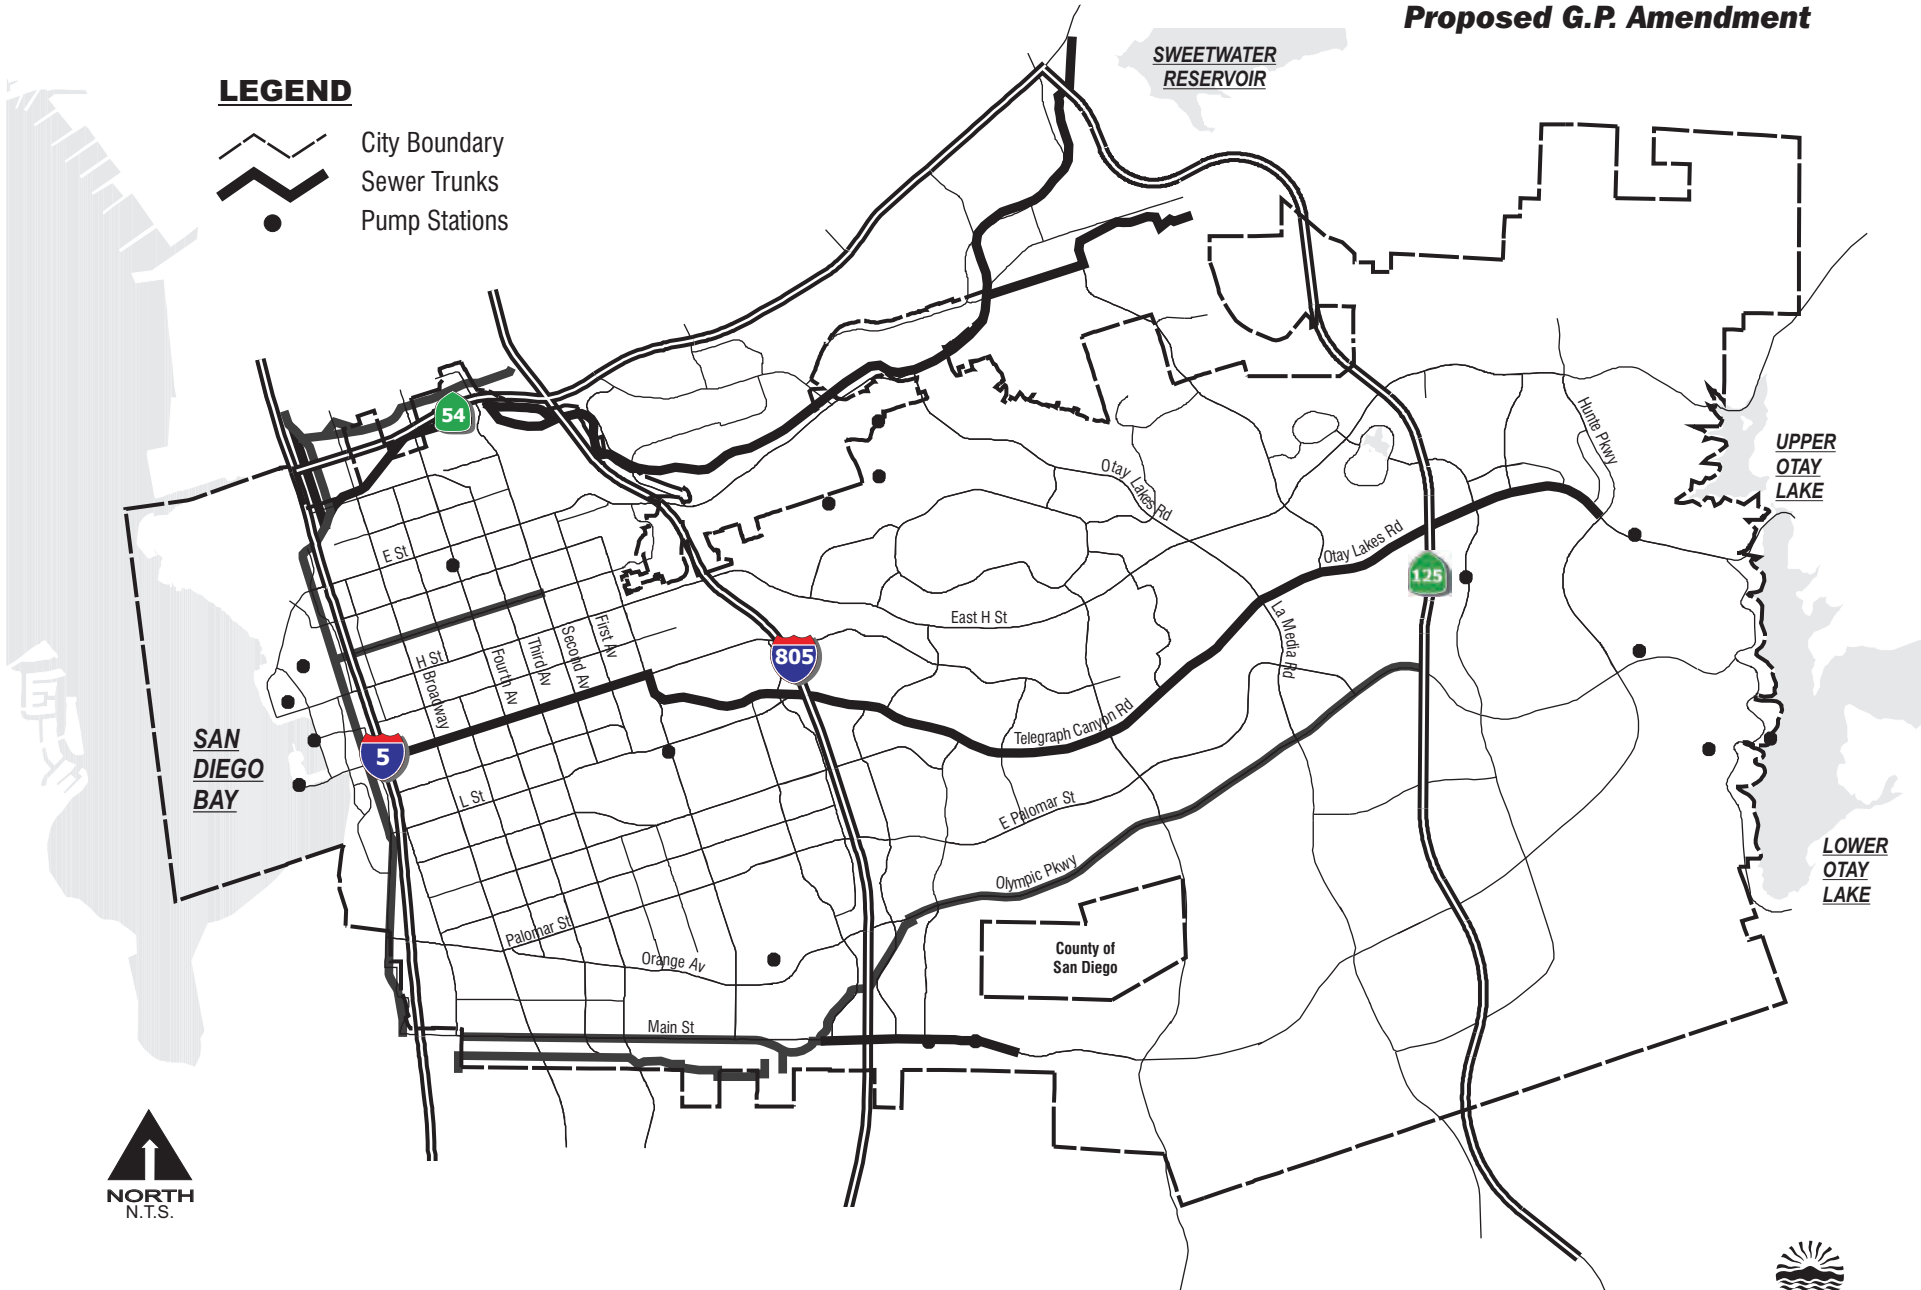 Proposed G.P. Amendment
SWEETWATER
RESERVOIR
LEGEND
City Boundary
Sewer Trunks
Pump Stations
54
Hunte Pkwy
UPPER
OTAY
LAKE
Otay Lakes Rd
Otay Lakes Rd
E St
125
East H St
La Media Rd
First Av
Second Av
Third Av
Fourth Av
H St
Broadway
805
Telegraph Canyon Rd
SAN
DIEGO
BAY
5
L St
E Palomar St
LOWER
OTAY
LAKE
Olympic Pkwy
Palomar St
Orange Av
County of
San Diego
Main St
NORTH
N.T.S.